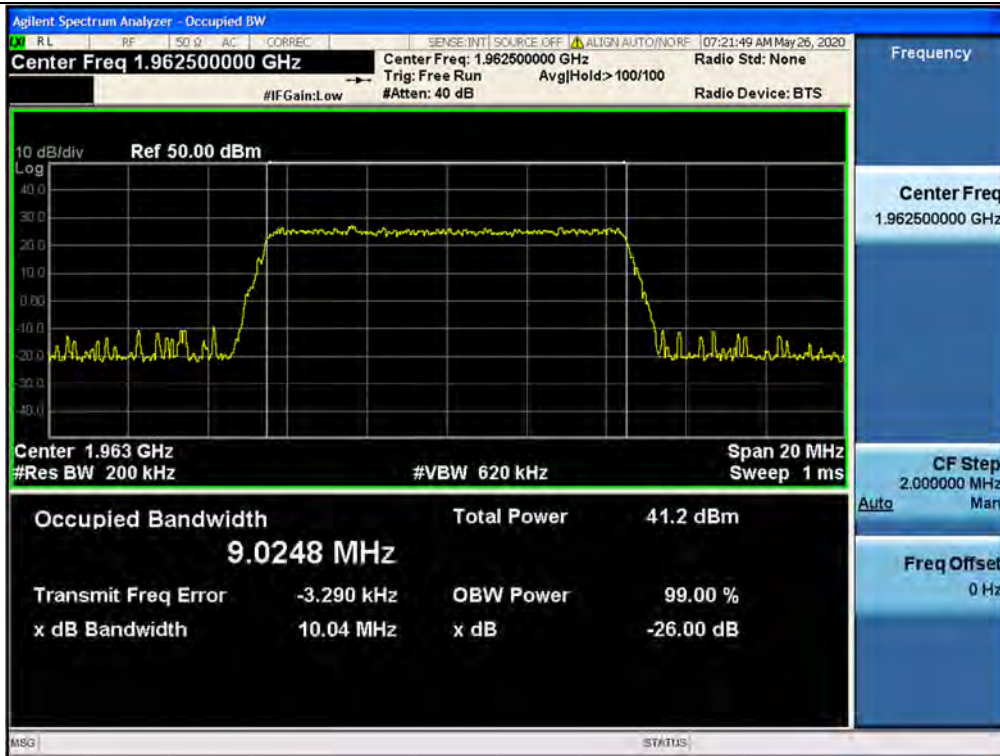 Agilent Spectrum Analyzer - Occupied BW
LXI RL RF 50 Ω AC CORREC SENSE:INT SOURCE OFF ALIGN AUTO/NO RF 07:21:49 AM May 26, 2020
Center Freq 1.962500000 GHz
Center Freq: 1.962500000 GHz Radio Std: None
Trig: Free Run Avg|Hold:> 100/100
#IFGain:Low #Atten: 40 dB Radio Device: BTS
Frequency
10 dB/div Ref 50.00 dBm
Log
40.0
30.0
20.0
10.0
0.00
-10.0
-20.0
-30.0
-40.0
Center 1.963 GHz Span 20 MHz
#Res BW 200 kHz #VBW 620 kHz Sweep 1 ms
Occupied Bandwidth Total Power 41.2 dBm
9.0248 MHz
Transmit Freq Error -3.290 kHz OBW Power 99.00 %
x dB Bandwidth 10.04 MHz x dB -26.00 dB
Center Freq
1.962500000 GHz
CF Step
2.000000 MHz
Auto Man
Freq Offset
0 Hz
MSG STATUS